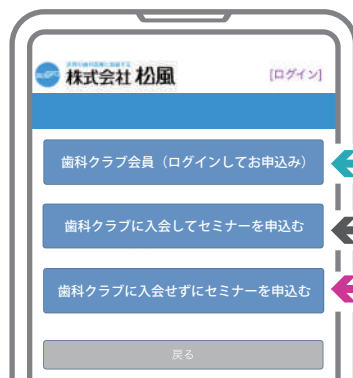 株式会社 松風
[ログイン]
歯科クラブ会員（ログインしてお申込み）
歯科クラブに入会してセミナーを申込む
歯科クラブに入会せずにセミナーを申込む
戻る